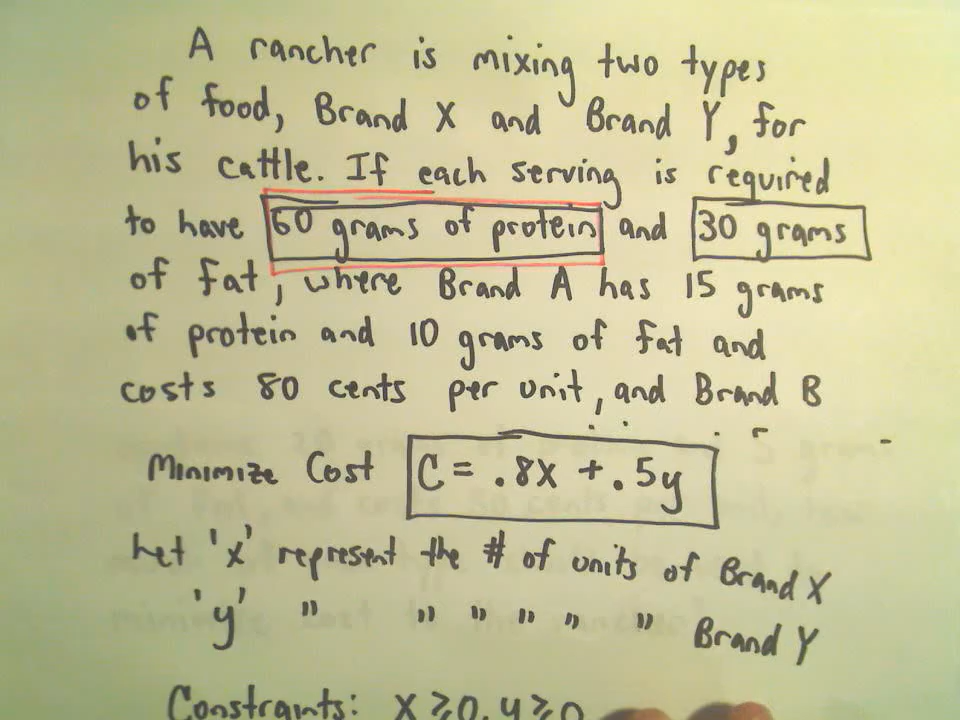 A rancher is mixing two types
of food, Brand X and Brand Y, for
his cattle. If each serving is required
to have 60 grams of protein and 30 grams
of fat, where Brand A has 15 grams
of protein and 10 grams of fat and
costs 80 cents per unit, and Brand B
Minimize Cost C = .8x + .5y
Let 'x' represent the # of units of Brand X
'y' " " " " " " Brand Y
Constraints: X ≥ 0, y ≥ 0